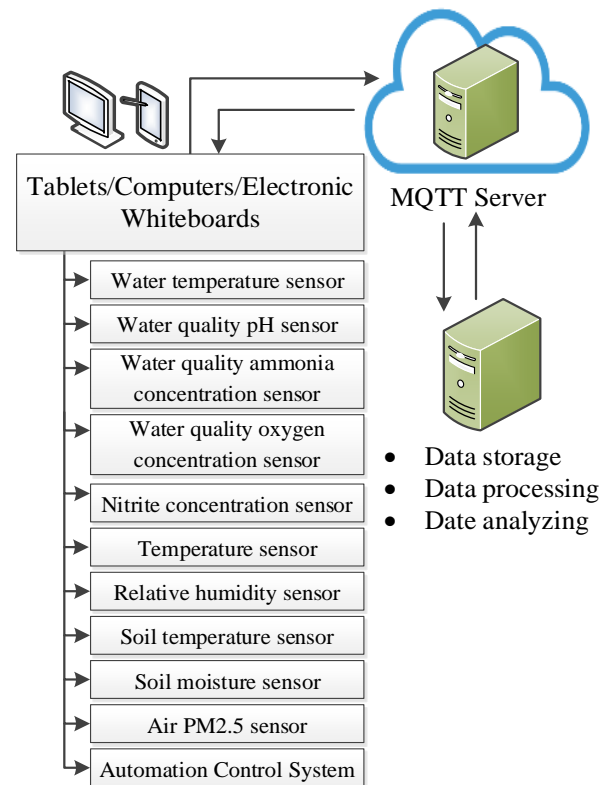 Tablets/Computers/Electronic
Whiteboards
MQTT Server
Water temperature sensor
Water quality pH sensor
Water quality ammonia
concentration sensor
Water quality oxygen
concentration sensor
Nitrite concentration sensor
Temperature sensor
Relative humidity sensor
Soil temperature sensor
Soil moisture sensor
Air PM2.5 sensor
Automation Control System
• Data storage
• Data processing
• Date analyzing